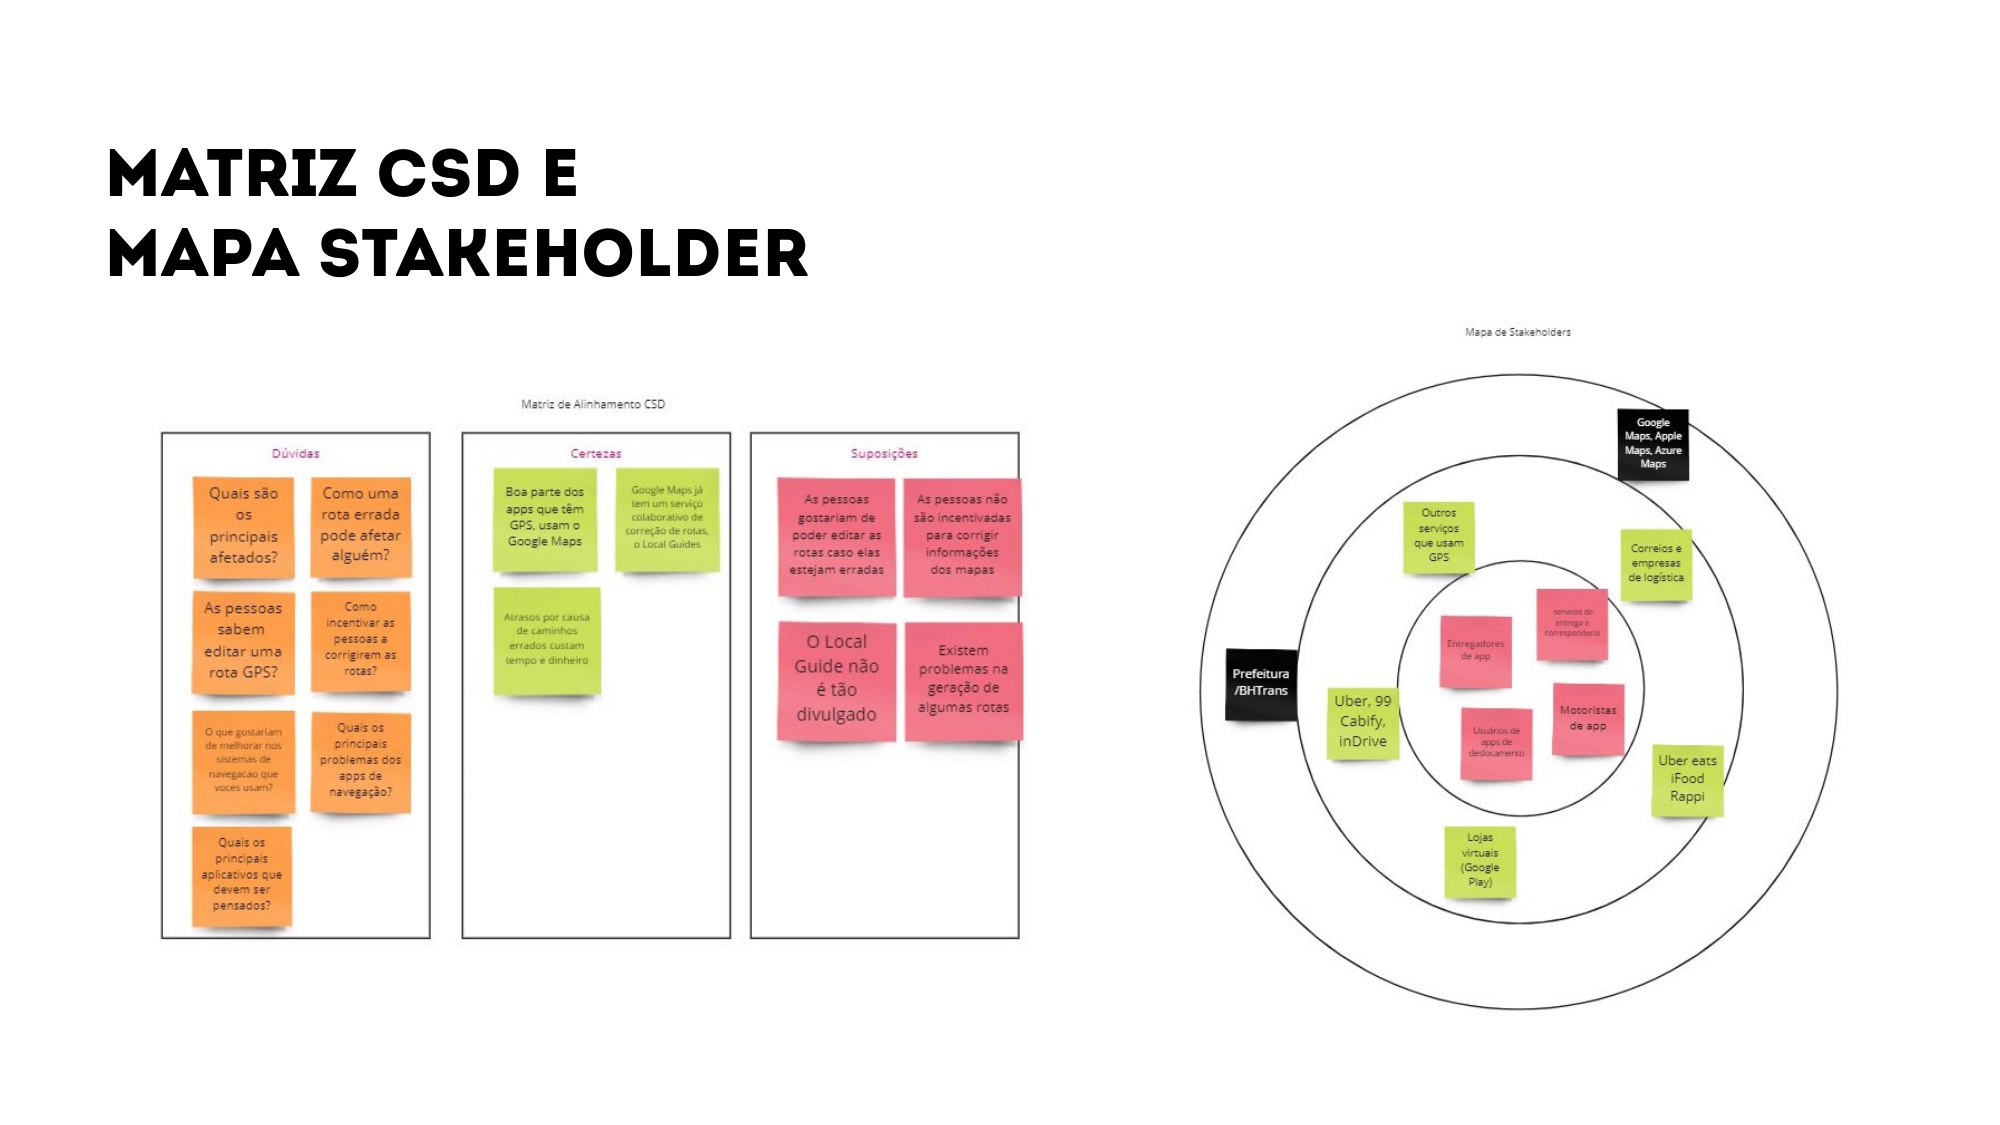 MATRIZ CSD E
MAPA STAKEHOLDER
Matriz de Alinhamento CSD
Dúvidas
Quais são
os
principais
afetados?
Como uma
rota errada
pode afetar
alguém?
As pessoas
sabem
editar uma
rota GPS?
Como
incentivar as
pessoas a
corrigirem as
rotas?
O que gostariam
de melhorar nos
sistemas de
navegacao que
voces usam?
Quais os
principais
problemas dos
apps de
navegação?
Quais os
principais
aplicativos que
devem ser
pensados?
Certezas
Boa parte dos
apps que têm
GPS, usam o
Google Maps
Google Maps já
tem um serviço
colaborativo de
correção de rotas,
o Local Guides
Atrasos por causa
de caminhos
errados custam
tempo e dinheiro
Suposições
As pessoas
gostariam de
poder editar as
rotas caso elas
estejam erradas
As pessoas não
são incentivadas
para corrigir
informações
dos mapas
O Local
Guide não
é tão
divulgado
Existem
problemas na
geração de
algumas rotas
Mapa de Stakeholders
Google
Maps, Apple
Maps, Azure
Maps
Outros
serviços
que usam
GPS
Correios e
empresas
de logística
serviços de
entrega e
correspondecia
Entregadores
de app
Prefeitura
/BHTrans
Uber, 99
Cabify,
inDrive
Motoristas
de app
Usuários de
apps de
deslocamento
Uber eats
iFood
Rappi
Lojas
virtuais
(Google
Play)